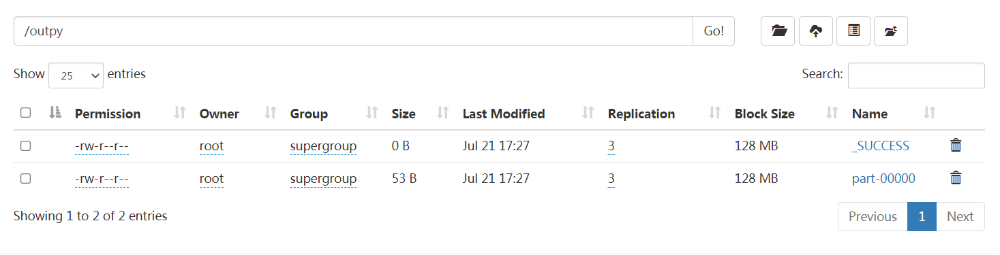 /outpy Go!
Show 25 entries Search:
Permission Owner Group Size Last Modified Replication Block Size Name
-rw-r--r-- root supergroup 0 B Jul 21 17:27 3 128 MB _SUCCESS
-rw-r--r-- root supergroup 53 B Jul 21 17:27 3 128 MB part-00000
Showing 1 to 2 of 2 entries Previous 1 Next